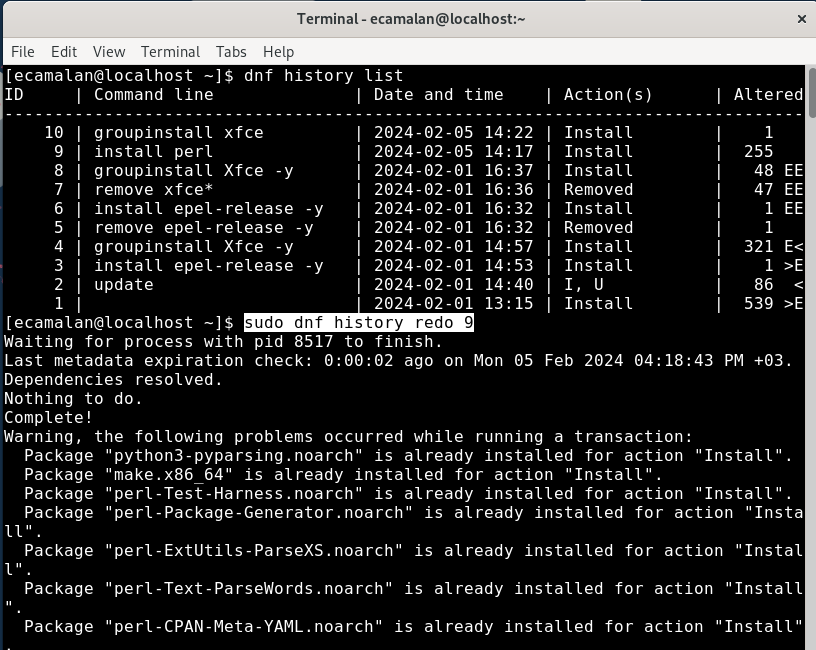 Terminal - ecamalan@localhost:~ ×
File Edit View Terminal Tabs Help
[ecamalan@localhost ~]$ dnf history list
ID     | Command line              | Date and time    | Action(s)      | Altered
--------------------------------------------------------------------------------
    10 | groupinstall xfce         | 2024-02-05 14:22 | Install        |    1
     9 | install perl              | 2024-02-05 14:17 | Install        |  255
     8 | groupinstall Xfce -y      | 2024-02-01 16:37 | Install        |   48 EE
     7 | remove xfce*              | 2024-02-01 16:36 | Removed        |   47 EE
     6 | install epel-release -y   | 2024-02-01 16:32 | Install        |    1 EE
     5 | remove epel-release -y    | 2024-02-01 16:32 | Removed        |    1
     4 | groupinstall Xfce -y      | 2024-02-01 14:57 | Install        |  321 E<
     3 | install epel-release -y   | 2024-02-01 14:53 | Install        |    1 >E
     2 | update                    | 2024-02-01 14:40 | I, U           |   86  <
     1 |                           | 2024-02-01 13:15 | Install        |  539 >E
[ecamalan@localhost ~]$ sudo dnf history redo 9
Waiting for process with pid 8517 to finish.
Last metadata expiration check: 0:00:02 ago on Mon 05 Feb 2024 04:18:43 PM +03.
Dependencies resolved.
Nothing to do.
Complete!
Warning, the following problems occurred while running a transaction:
  Package "python3-pyparsing.noarch" is already installed for action "Install".
  Package "make.x86_64" is already installed for action "Install".
  Package "perl-Test-Harness.noarch" is already installed for action "Install".
  Package "perl-Package-Generator.noarch" is already installed for action "Insta
ll".
  Package "perl-ExtUtils-ParseXS.noarch" is already installed for action "Instal
l".
  Package "perl-Text-ParseWords.noarch" is already installed for action "Install
".
  Package "perl-CPAN-Meta-YAML.noarch" is already installed for action "Install"
.